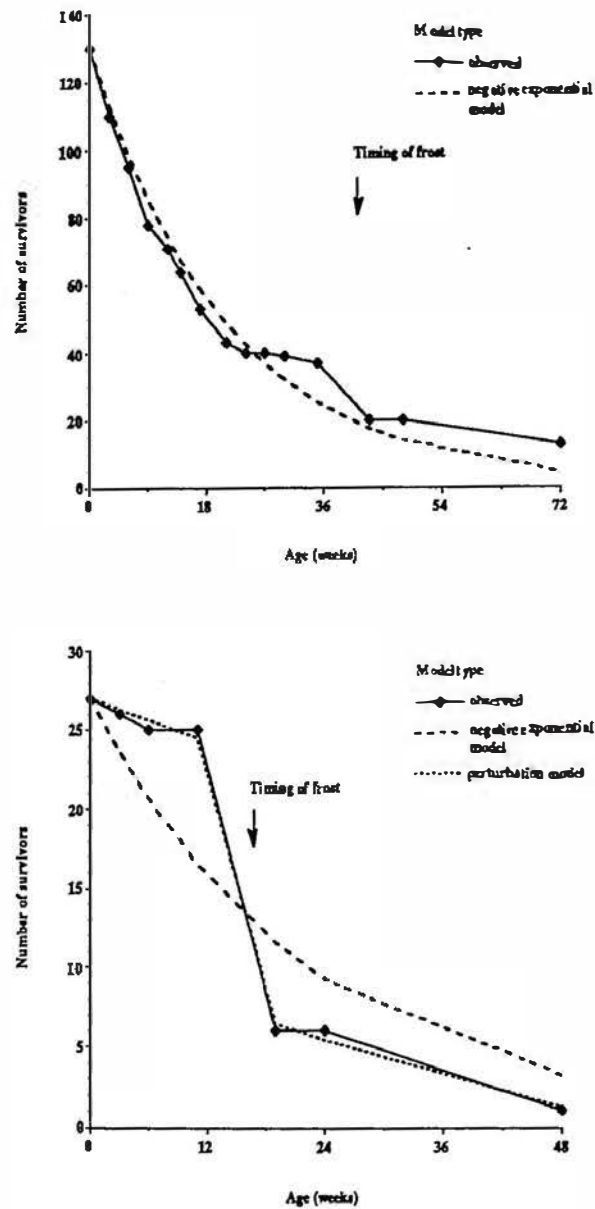 140
120
100
80
60
40
20
0
Number of survivors
0 18 36 54 72
Age (weeks)
Model type
observed
negative exponential
model
Timing of frost
30
25
20
15
10
5
0
Number of survivors
0 12 24 36 48
Age (weeks)
Model type
observed
negative exponential
model
perturbation model
Timing of frost